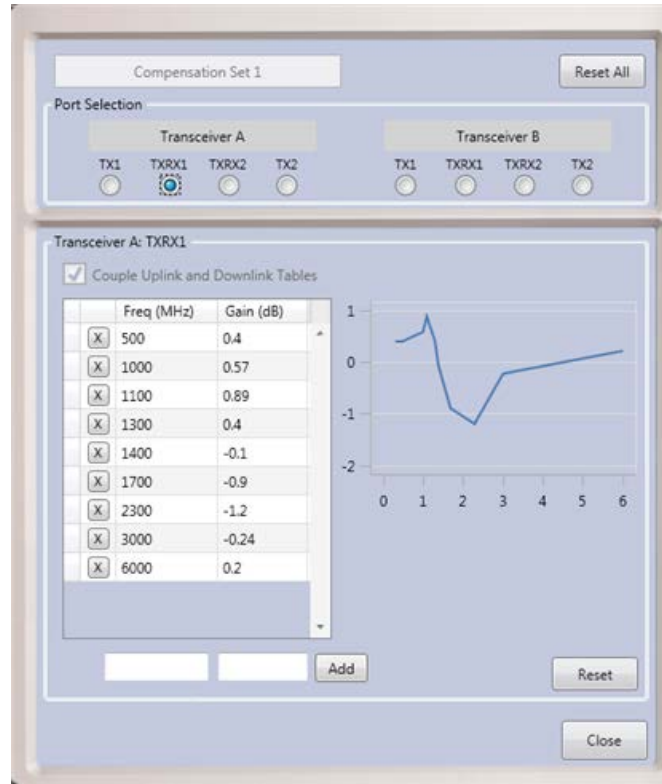 Compensation Set 1
Reset All
Port Selection
Transceiver A
Transceiver B
TX1 TXRX1 TXRX2 TX2
TX1 TXRX1 TXRX2 TX2
Transceiver A: TXRX1
Couple Uplink and Downlink Tables
Freq (MHz) Gain (dB)
X 500 0.4
X 1000 0.57
X 1100 0.89
X 1300 0.4
X 1400 -0.1
X 1700 -0.9
X 2300 -1.2
X 3000 -0.24
X 6000 0.2
1
0
-1
-2
0 1 2 3 4 5 6
Add
Reset
Close